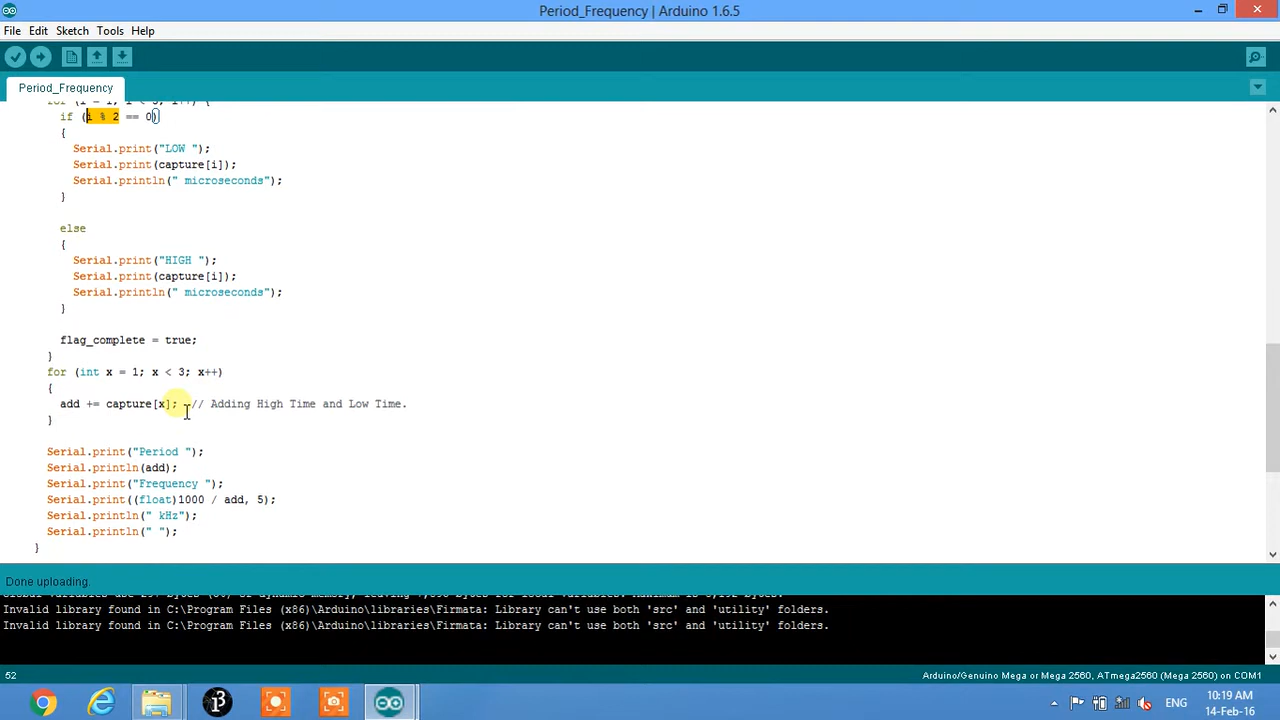 Period_Frequency | Arduino 1.6.5
File Edit Sketch Tools Help
Period_Frequency
for (i = 1; i < 3; i++) {
if (i % 2 == 0)
{
Serial.print("LOW ");
Serial.print(capture[i]);
Serial.println(" microseconds");
}
else
{
Serial.print("HIGH ");
Serial.print(capture[i]);
Serial.println(" microseconds");
}
flag_complete = true;
}
for (int x = 1; x < 3; x++)
{
add += capture[x]; // Adding High Time and Low Time.
}
Serial.print("Period ");
Serial.println(add);
Serial.print("Frequency ");
Serial.print((float)1000 / add, 5);
Serial.println(" kHz");
Serial.println(" ");
}
Done uploading.
Invalid library found in C:\Program Files (x86)\Arduino\libraries\Firmata: Library can't use both 'src' and 'utility' folders.
Invalid library found in C:\Program Files (x86)\Arduino\libraries\Firmata: Library can't use both 'src' and 'utility' folders.
52
Arduino/Genuino Mega or Mega 2560, ATmega2560 (Mega 2560) on COM1
ENG
10:19 AM
14-Feb-16